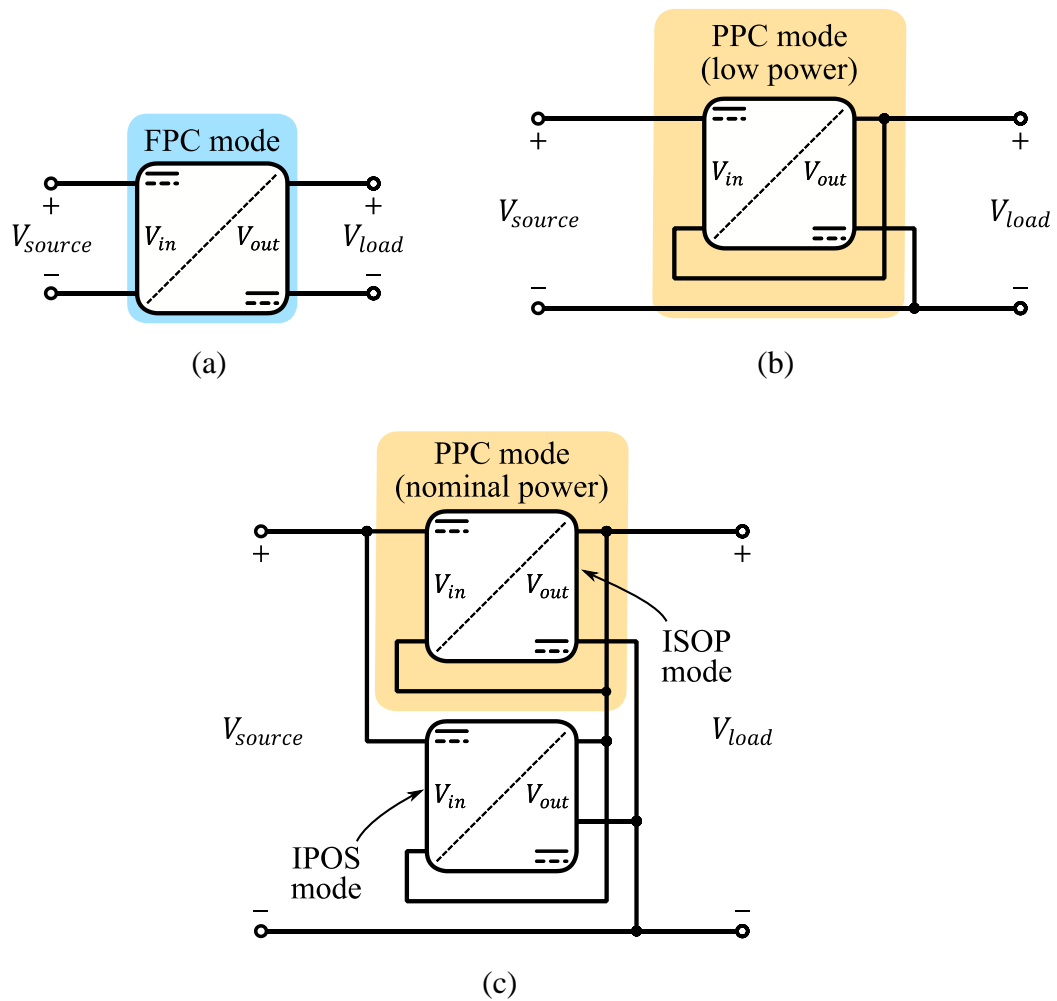 FPC mode
V_in
V_out
+
−
V_source
+
−
V_load
(a)
PPC mode
(low power)
V_in
V_out
+
−
V_source
+
−
V_load
(b)
PPC mode
(nominal power)
V_in
V_out
ISOP
mode
+
−
V_source
+
−
V_load
V_in
V_out
IPOS
mode
(c)